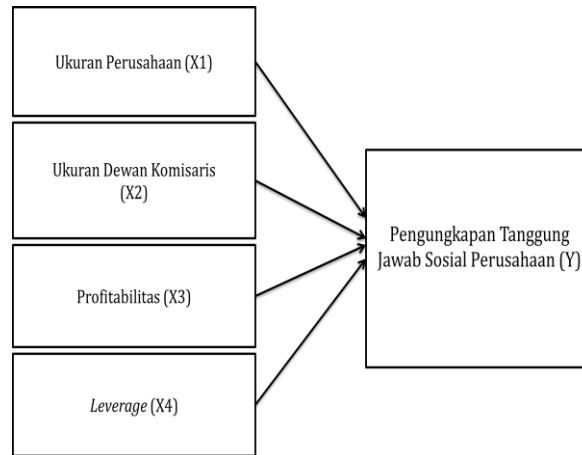 Ukuran Perusahaan (X1)
Ukuran Dewan Komisaris
(X2)
Profitabilitas (X3)
Leverage (X4)
Pengungkapan Tanggung
Jawab Sosial Perusahaan (Y)